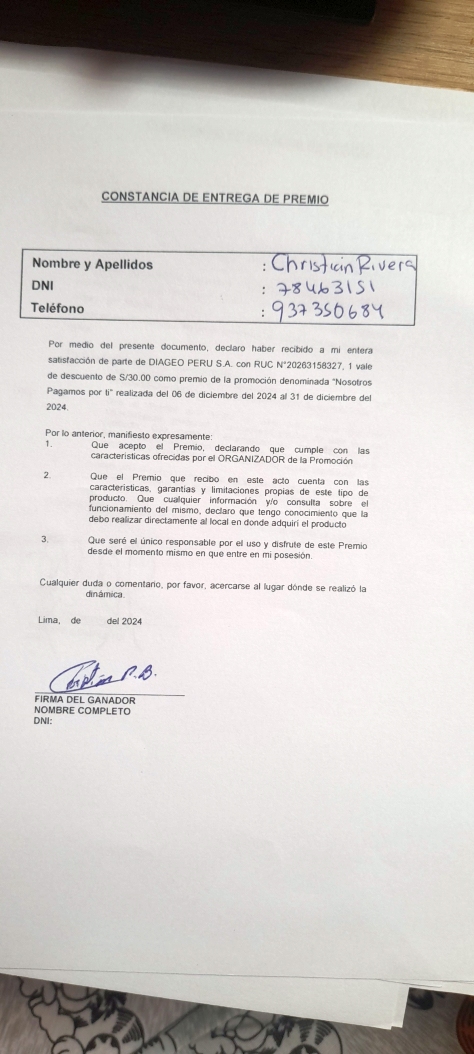 CONSTANCIA DE ENTREGA DE PREMIO
Nombre y Apellidos : Christian Rivera
DNI : 78463151
Teléfono : 937350684
Por medio del presente documento, declaro haber recibido a mi entera
satisfacción de parte de DIAGEO PERU S.A. con RUC N°20263158327, 1 vale
de descuento de S/30.00 como premio de la promoción denominada "Nosotros
Pagamos por ti" realizada del 06 de diciembre del 2024 al 31 de diciembre del
2024.
Por lo anterior, manifiesto expresamente:
1. Que acepto el Premio, declarando que cumple con las
características ofrecidas por el ORGANIZADOR de la Promoción
2. Que el Premio que recibo en este acto cuenta con las
características, garantias y limitaciones propias de este tipo de
producto. Que cualquier información y/o consulta sobre el
funcionamiento del mismo, declaro que tengo conocimiento que la
debo realizar directamente al local en donde adquirí el producto
3. Que seré el único responsable por el uso y disfrute de este Premio
desde el momento mismo en que entre en mi posesión.
Cualquier duda o comentario, por favor, acercarse al lugar dónde se realizó la
dinámica.
Lima, de del 2024
FIRMA DEL GANADOR
NOMBRE COMPLETO
DNI: